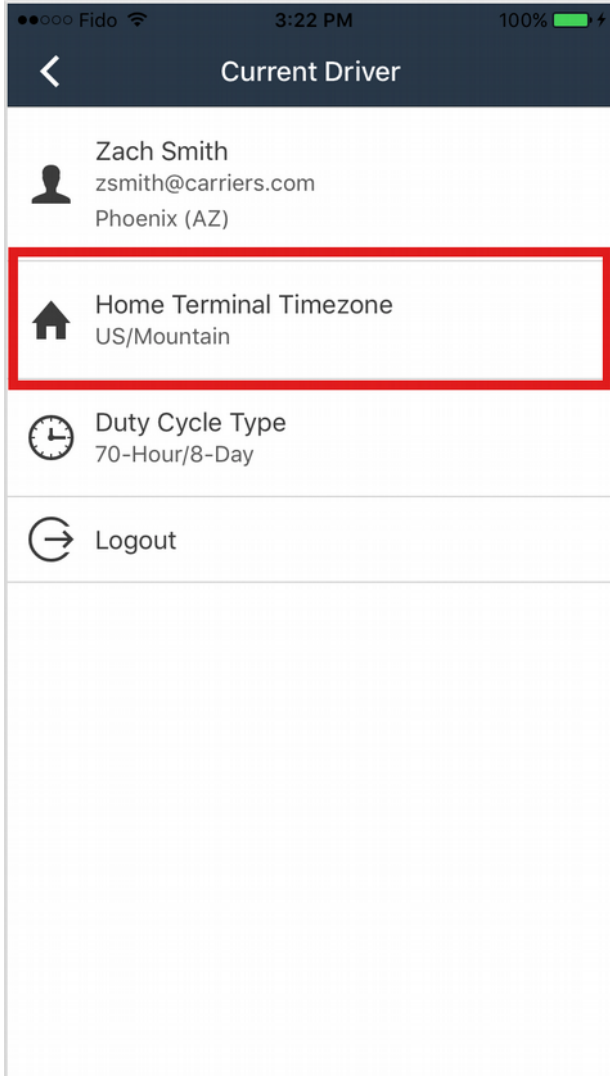 ●●○○○ Fido 3:22 PM 100%
Current Driver
Zach Smith
zsmith@carriers.com
Phoenix (AZ)
Home Terminal Timezone
US/Mountain
Duty Cycle Type
70-Hour/8-Day
Logout